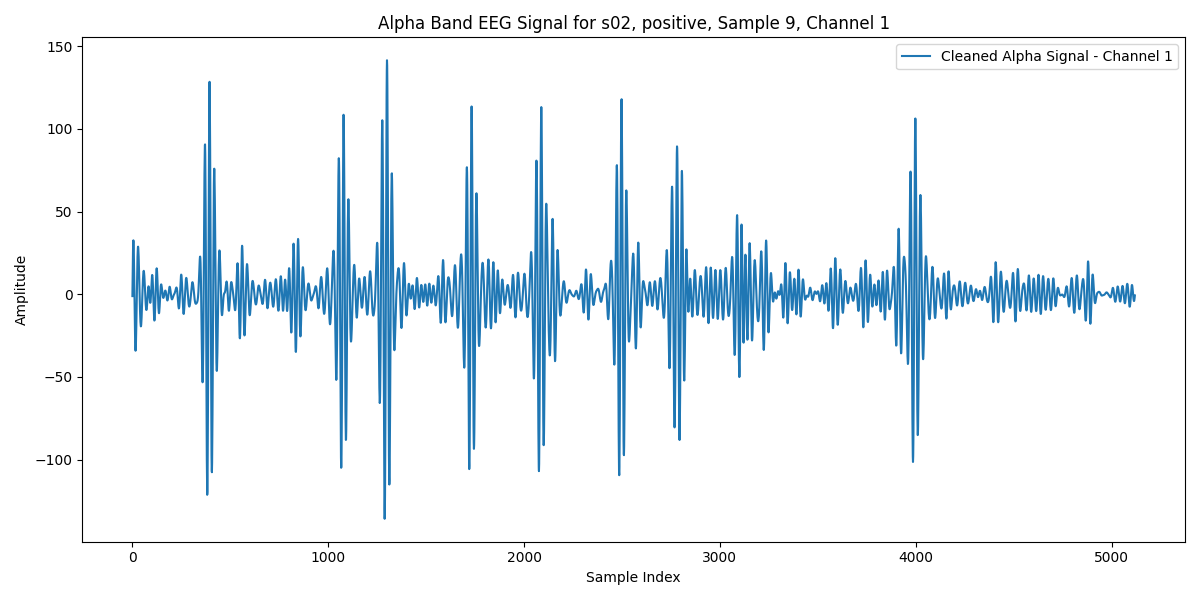 Alpha Band EEG Signal for s02, positive, Sample 9, Channel 1
Cleaned Alpha Signal - Channel 1
150
100
50
0
−50
−100
Amplitude
0 1000 2000 3000 4000 5000
Sample Index